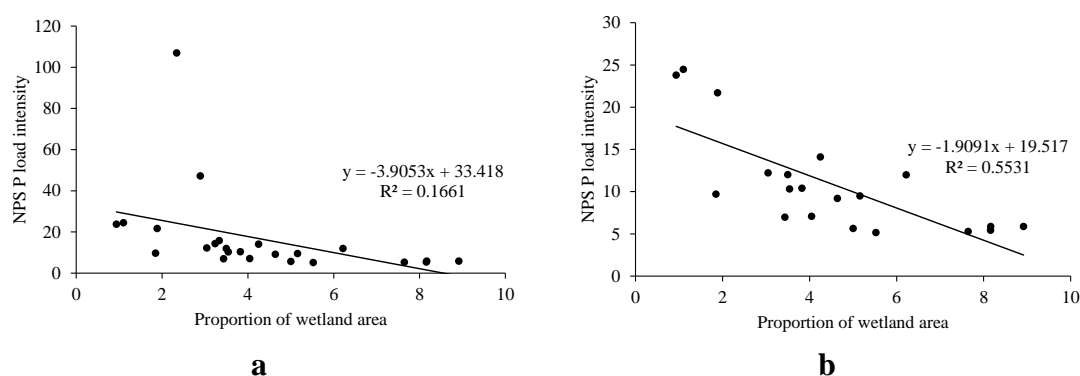 NPS P load intensity
120
100
80
60
40
20
0
y = -3.9053x + 33.418
R² = 0.1661
0 2 4 6 8 10
Proportion of wetland area
a
NPS P load intensity
30
25
20
15
10
5
0
y = -1.9091x + 19.517
R² = 0.5531
0 2 4 6 8 10
Proportion of wetland area
b